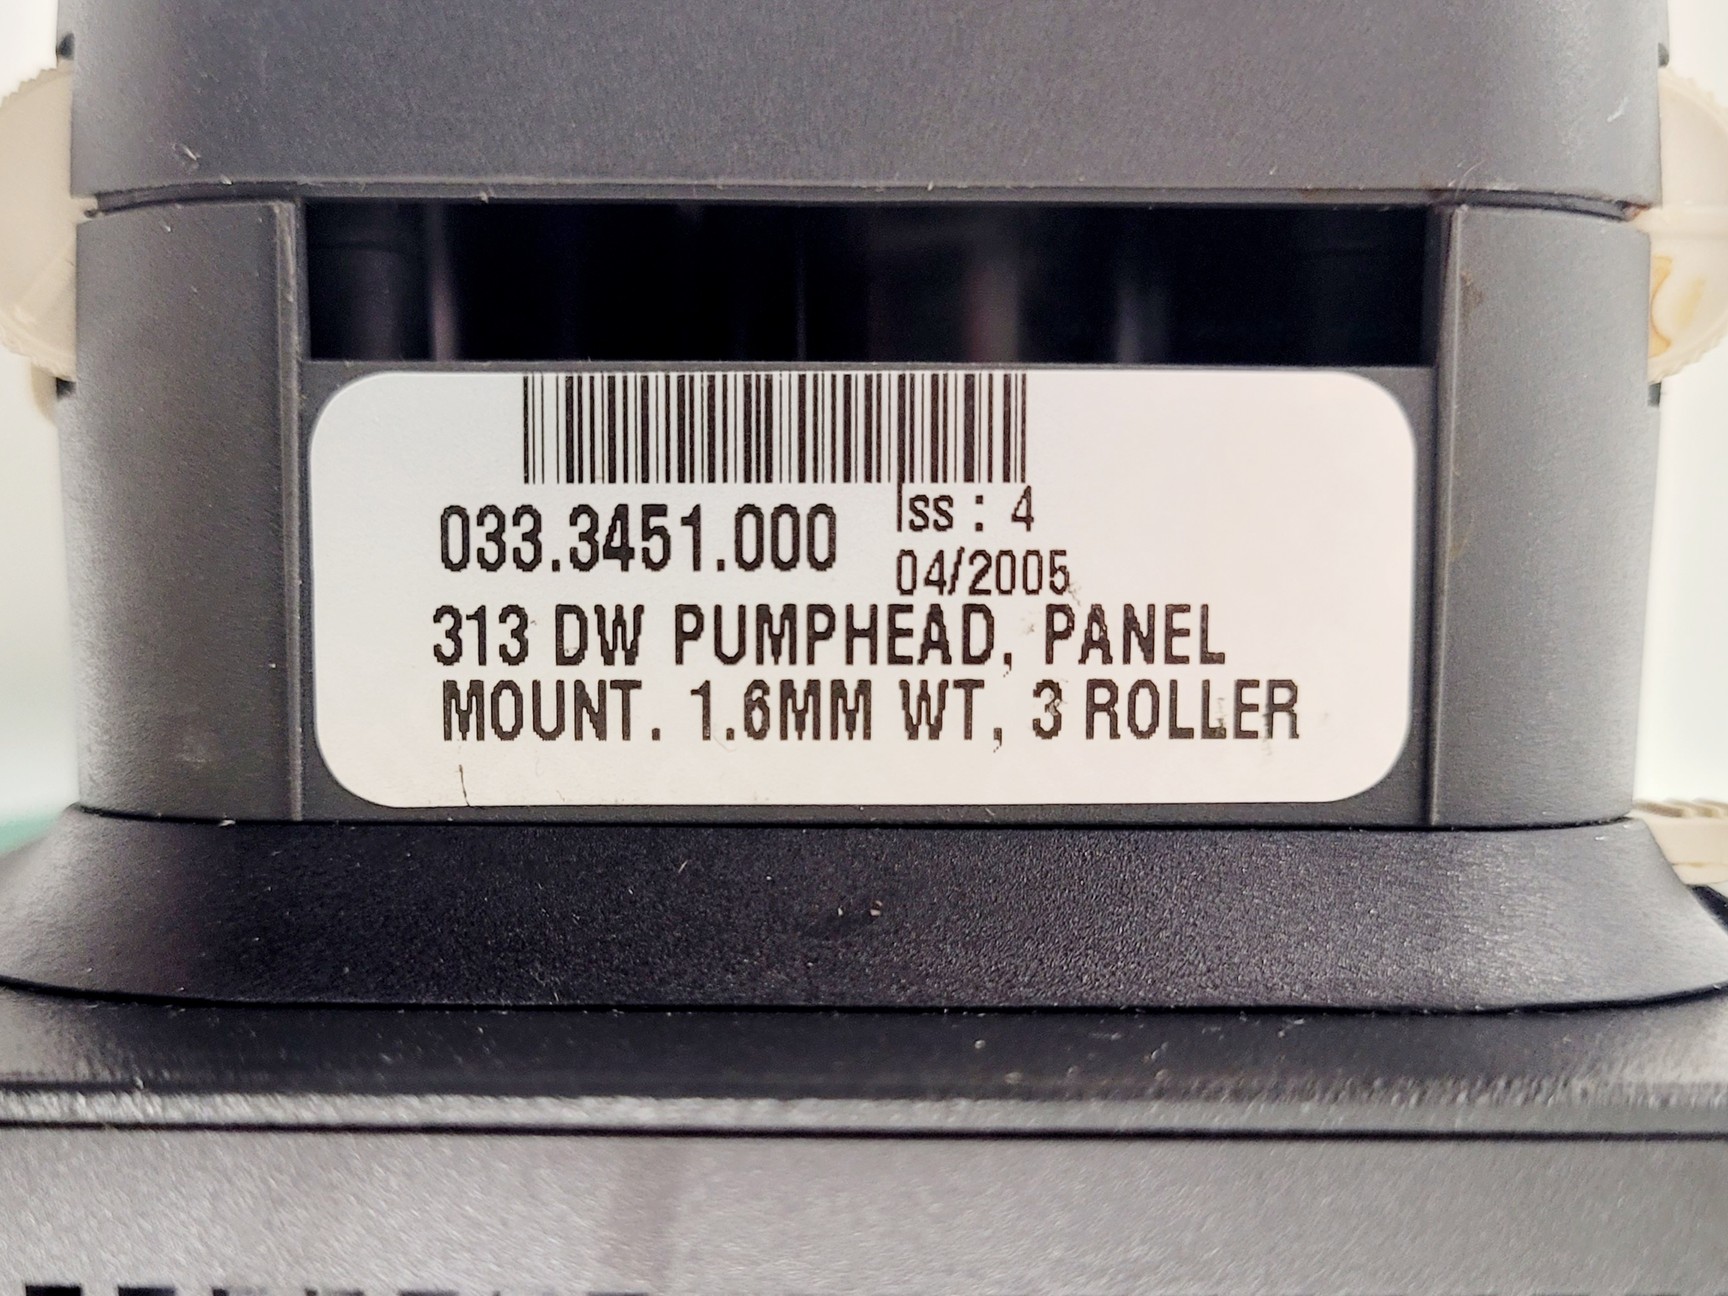 033.3451.000
Iss : 4
04/2005
313 DW PUMPHEAD, PANEL
MOUNT. 1.6MM WT, 3 ROLLER